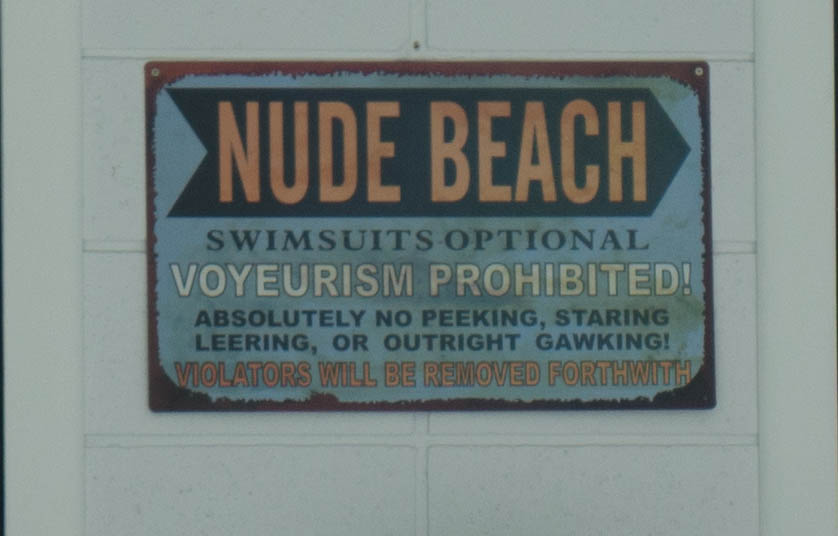 NUDE BEACH
SWIMSUITS OPTIONAL
VOYEURISM PROHIBITED!
ABSOLUTELY NO PEEKING, STARING
LEERING, OR OUTRIGHT GAWKING!
VIOLATORS WILL BE REMOVED FORTHWITH